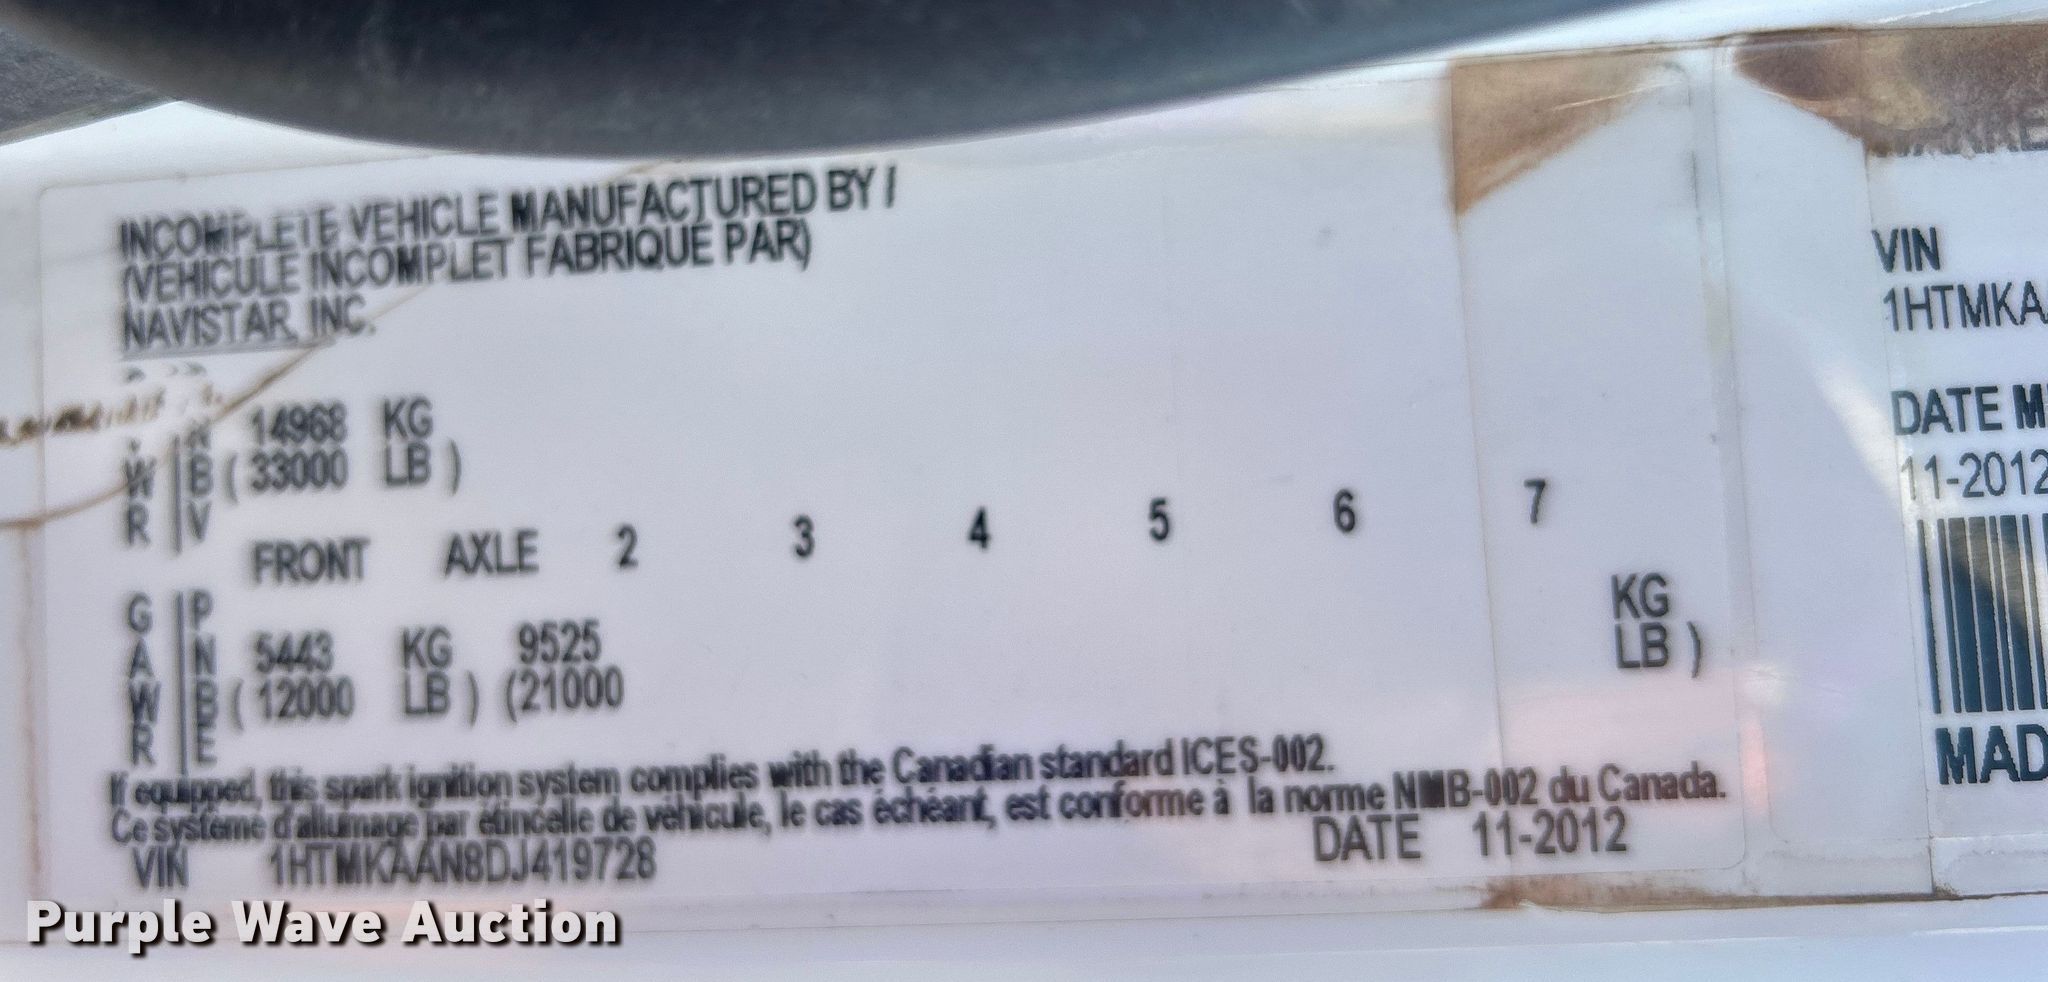 INCOMPLETE VEHICLE MANUFACTURED BY /
(VEHICULE INCOMPLET FABRIQUÉ PAR)
NAVISTAR, INC.
14968 KG
W B ( 33000 LB )
R V
FRONT AXLE 2 3 4 5 6 7
G P KG
A N 5443 KG 9525 LB )
W B ( 12000 LB ) (21000
R E
If equipped, this spark ignition system complies with the Canadian standard ICES-002.
Ce système d'allumage par étincelle de véhicule, le cas échéant, est conforme à la norme NMB-002 du Canada.
VIN 1HTMKAAN8DJ419728 DATE 11-2012
VIN
1HTMKAA
DATE M
11-2012
MAD
Purple Wave Auction